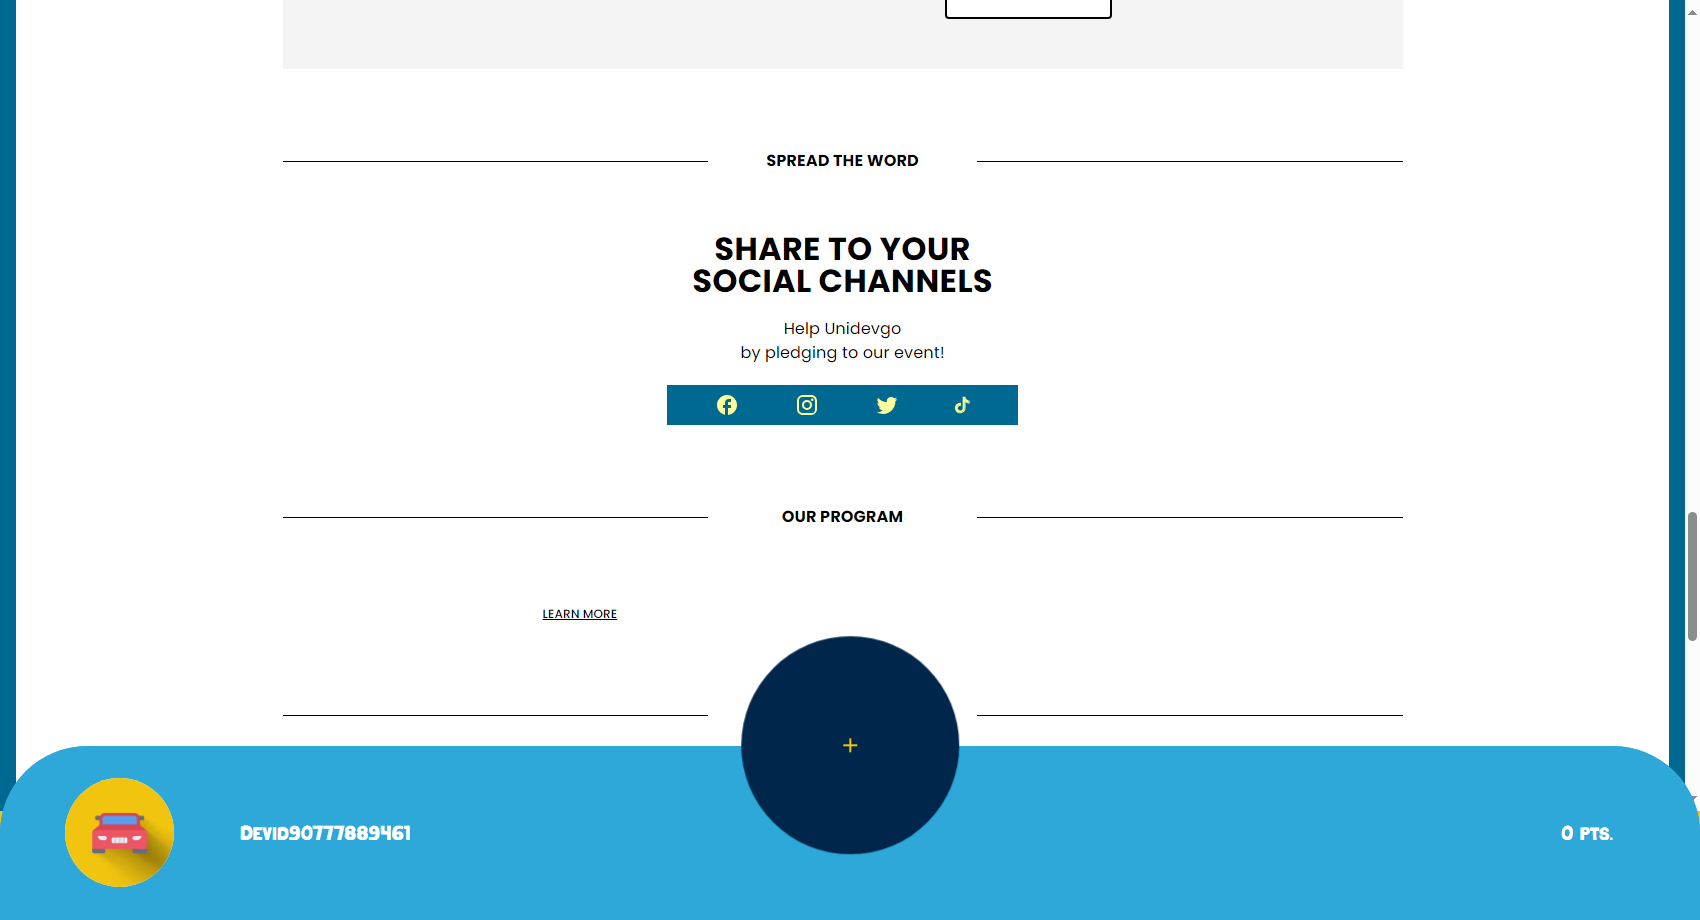 SPREAD THE WORD
SHARE TO YOUR
SOCIAL CHANNELS
Help Unidevgo
by pledging to our event!
OUR PROGRAM
LEARN MORE
+
Devid90777889461
0 pts.